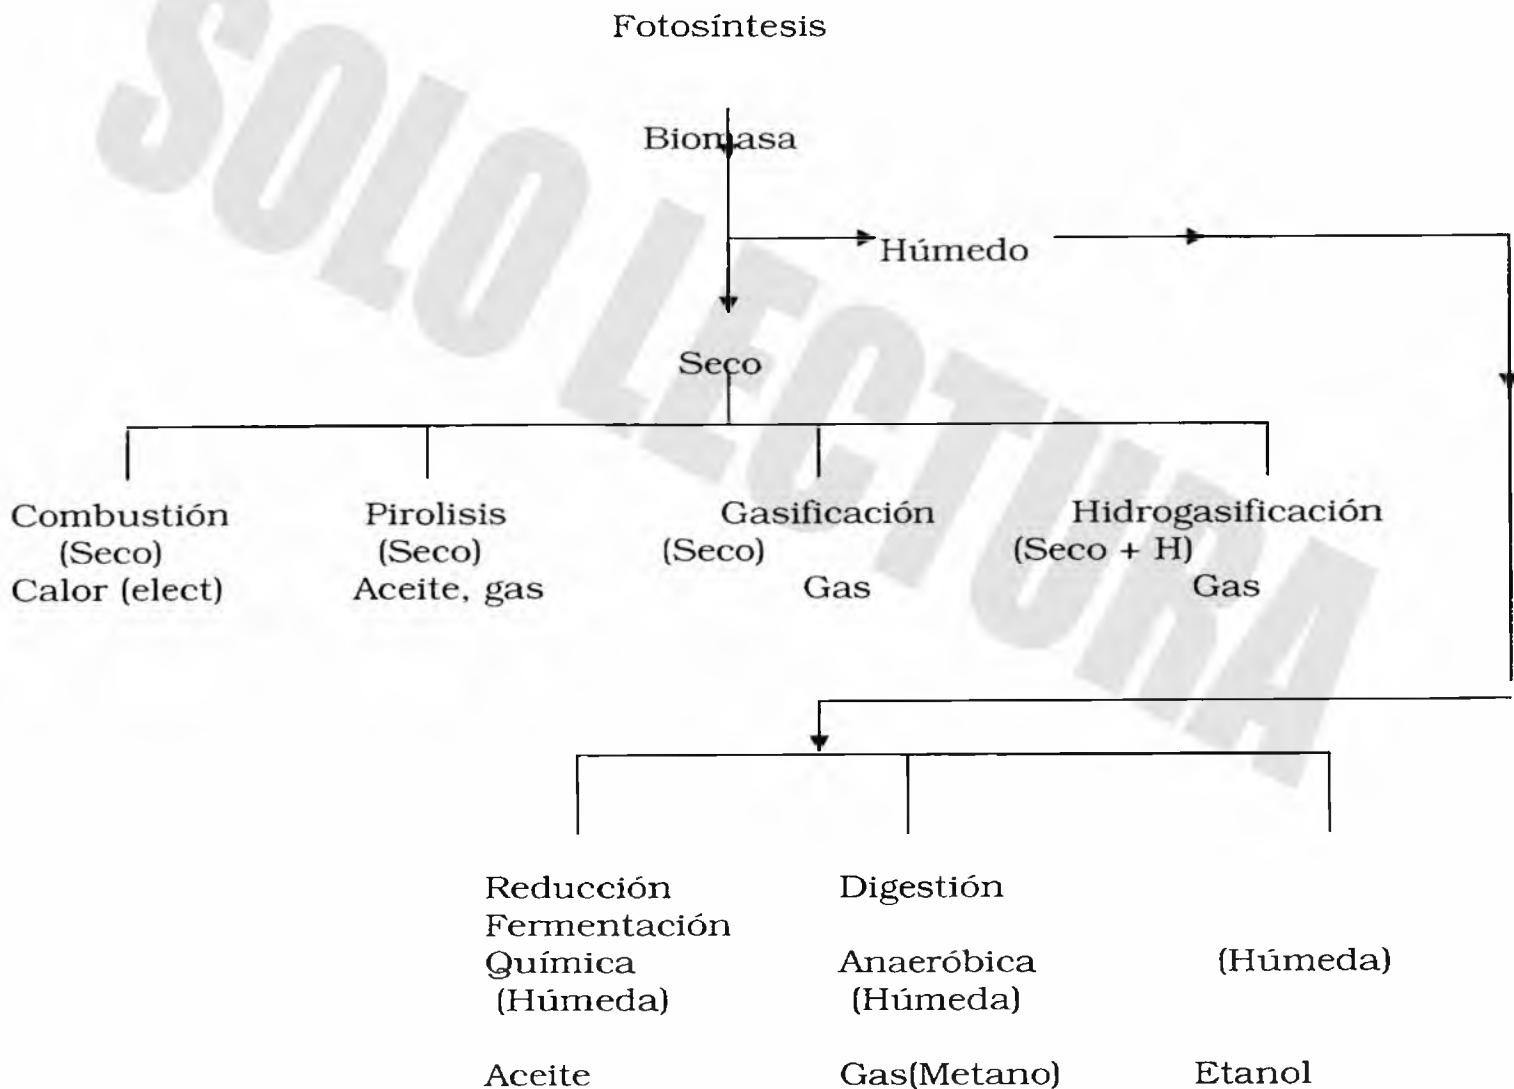 Fotosíntesis
Biomasa
Húmedo
Seco
Combustión Pirolisis Gasificación Hidrogasificación
(Seco) (Seco) (Seco) (Seco + H)
Calor (elect) Aceite, gas Gas Gas
Reducción Digestión
Fermentación
Química Anaeróbica (Húmeda)
(Húmeda) (Húmeda)
Aceite Gas(Metano) Etanol
SOLO LECTURA